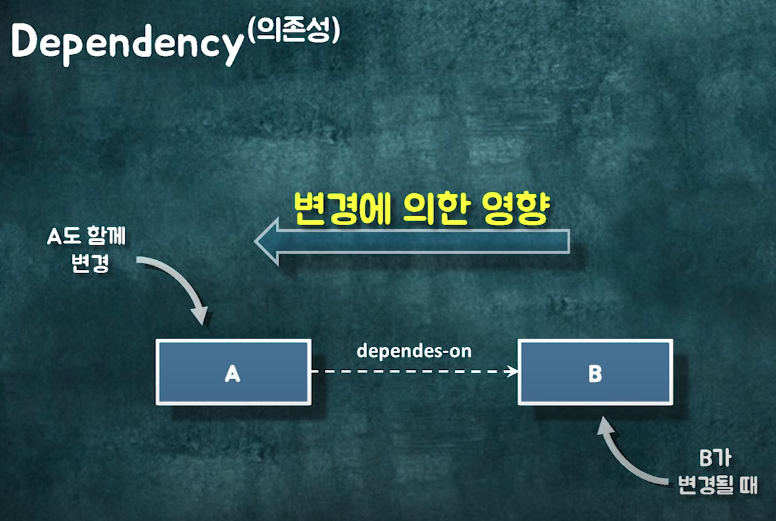 Dependency(의존성)
변경에 의한 영향
A도 함께
변경
dependes-on
A
B
B가
변경될 때